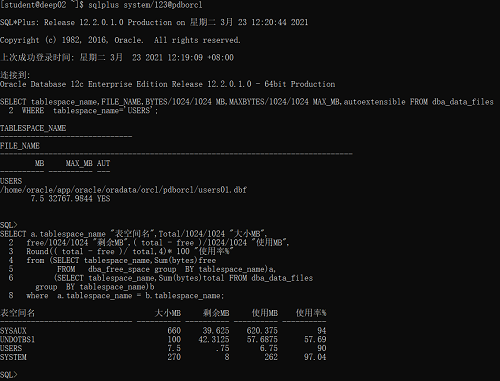 [student@deep02 ~]$ sqlplus system/123@pdborcl
SQL*Plus: Release 12.2.0.1.0 Production on 星期二 3月 23 12:20:44 2021
Copyright (c) 1982, 2016, Oracle.  All rights reserved.
上次成功登录时间: 星期二 3月  23 2021 12:19:09 +08:00
连接到:
Oracle Database 12c Enterprise Edition Release 12.2.0.1.0 - 64bit Production
SELECT tablespace_name,FILE_NAME,BYTES/1024/1024 MB,MAXBYTES/1024/1024 MAX_MB,autoextensible FROM dba_data_files
  2  WHERE  tablespace_name='USERS';
TABLESPACE_NAME
------------------------------
FILE_NAME
--------------------------------------------------------------------------------
        MB     MAX_MB AUT
---------- ---------- ---
USERS
/home/oracle/app/oracle/oradata/orcl/pdborcl/users01.dbf
       7.5 32767.9844 YES
SQL>
SELECT a.tablespace_name "表空间名",Total/1024/1024 "大小MB",
  2  free/1024/1024 "剩余MB",( total - free )/1024/1024 "使用MB",
  3  Round(( total - free )/ total,4)* 100 "使用率%"
  4  from (SELECT tablespace_name,Sum(bytes)free
  5        FROM   dba_free_space group  BY tablespace_name)a,
  6       (SELECT tablespace_name,Sum(bytes)total FROM dba_data_files
        group  BY tablespace_name)b
  8  where  a.tablespace_name = b.tablespace_name;
表空间名                           大小MB     剩余MB     使用MB    使用率%
------------------------------ ---------- ---------- ---------- ----------
SYSAUX                                660     39.625    620.375         94
UNDOTBS1                              100    42.3125    57.6875      57.69
USERS                                 7.5        .75       6.75         90
SYSTEM                                270          8        262      97.04
SQL>